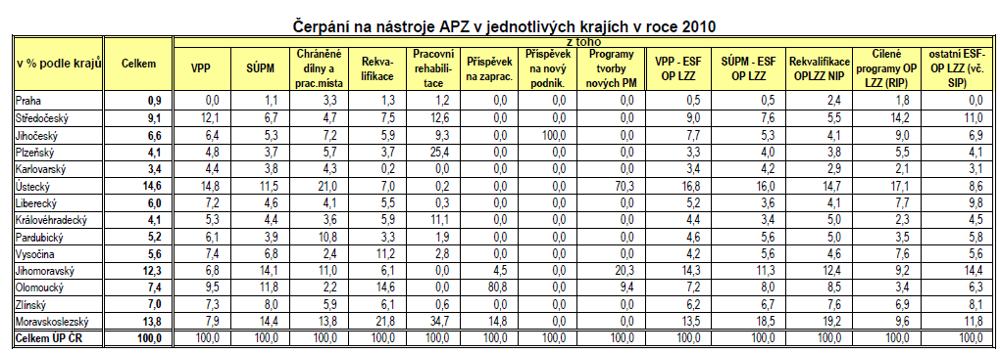 Čerpání na nástroje APZ v jednotlivých krajích v roce 2010
z toho
v % podle krajů Celkem VPP SÚPM Chráněné dílny a prac.místa Rekva-lifikace Pracovní rehabili-tace Příspěvek na zaprac. Příspěvek na nový podnik. Programy tvorby nových PM VPP - ESF OP LZZ SÚPM - ESF OP LZZ Rekvalifikace OPLZZ NIP Cílené programy OP LZZ (RIP) ostatní ESF-OP LZZ (vč. SIP)
Praha 0,9 0,0 1,1 3,3 1,3 1,2 0,0 0,0 0,0 0,5 0,5 2,4 1,8 0,0
Středočeský 9,1 12,1 6,7 4,7 7,5 12,6 0,0 0,0 0,0 9,0 7,6 5,5 14,2 11,0
Jihočeský 6,6 6,4 5,3 7,2 5,9 9,3 0,0 100,0 0,0 7,7 5,3 4,1 9,0 6,9
Plzeňský 4,1 4,8 3,7 5,7 3,7 25,4 0,0 0,0 0,0 3,3 4,0 3,8 5,5 4,1
Karlovarský 3,4 4,4 3,8 4,3 0,2 0,0 0,0 0,0 0,0 3,4 4,2 2,9 2,1 3,1
Ústecký 14,6 14,8 11,5 21,0 7,0 0,2 0,0 0,0 70,3 16,8 16,0 14,7 17,1 8,6
Liberecký 6,0 7,2 4,6 4,1 5,5 0,3 0,0 0,0 0,0 5,2 3,6 4,1 7,7 9,8
Královéhradecký 4,1 5,3 4,4 3,6 5,9 11,1 0,0 0,0 0,0 4,4 3,4 5,0 2,3 4,5
Pardubický 5,2 6,1 3,9 10,8 3,3 1,9 0,0 0,0 0,0 4,6 5,6 5,0 3,5 5,8
Vysočina 5,6 7,4 6,8 2,4 11,2 2,8 0,0 0,0 0,0 4,2 5,6 4,6 7,6 5,6
Jihomoravský 12,3 6,8 14,1 11,0 6,1 0,0 4,5 0,0 20,3 14,3 11,3 12,4 9,2 14,4
Olomoucký 7,4 9,5 11,8 2,2 14,6 0,0 80,8 0,0 9,4 7,2 8,0 8,5 3,4 6,3
Zlínský 7,0 7,3 8,0 5,9 6,1 0,6 0,0 0,0 0,0 6,2 6,7 7,6 6,9 8,1
Moravskoslezský 13,8 7,9 14,4 13,8 21,8 34,7 14,8 0,0 0,0 13,5 18,5 19,2 9,6 11,8
Celkem ÚP ČR 100,0 100,0 100,0 100,0 100,0 100,0 100,0 100,0 100,0 100,0 100,0 100,0 100,0 100,0